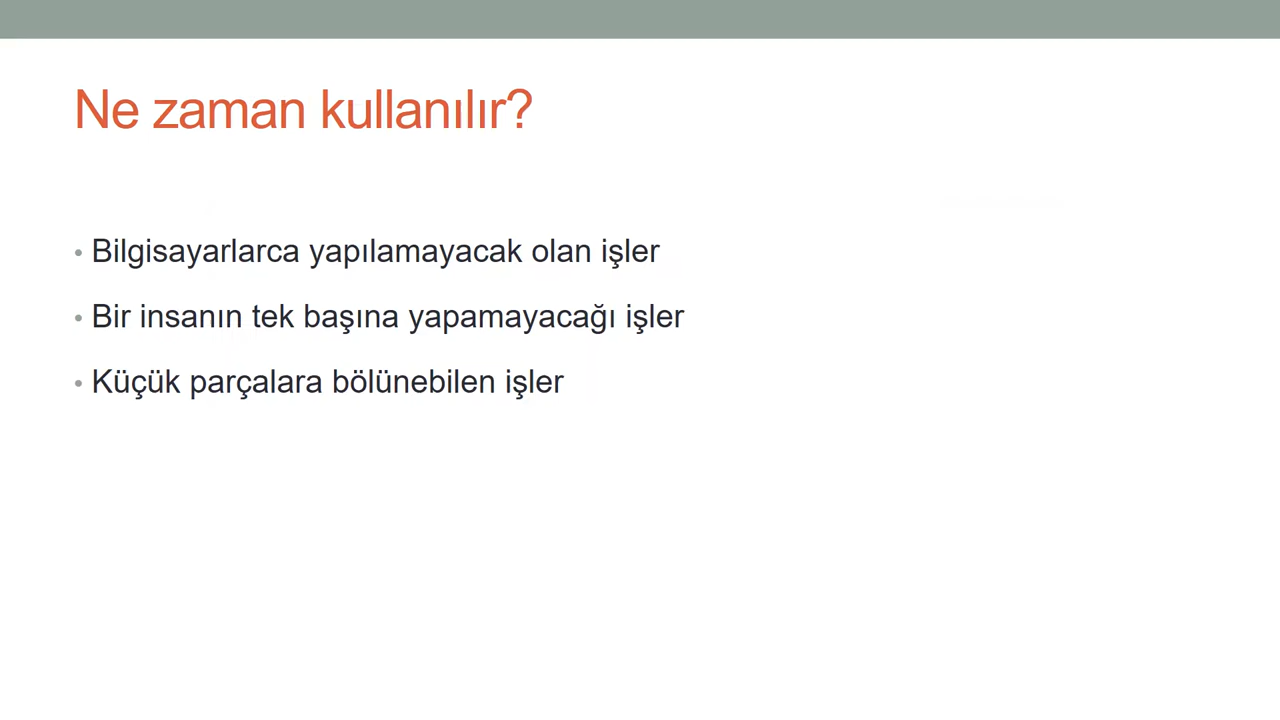 Ne zaman kullanılır?
• Bilgisayarlarca yapılamayacak olan işler
• Bir insanın tek başına yapamayacağı işler
• Küçük parçalara bölünebilen işler